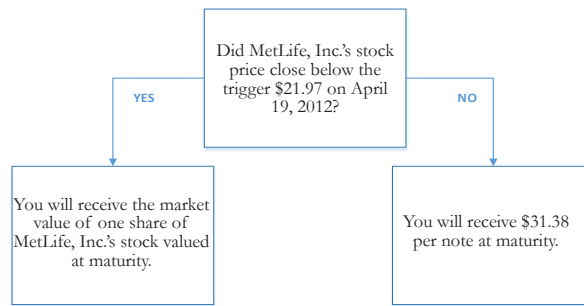 Did MetLife, Inc.'s stock
price close below the
trigger $21.97 on April
19, 2012?
YES
NO
You will receive the market
value of one share of
MetLife, Inc.'s stock valued
at maturity.
You will receive $31.38
per note at maturity.